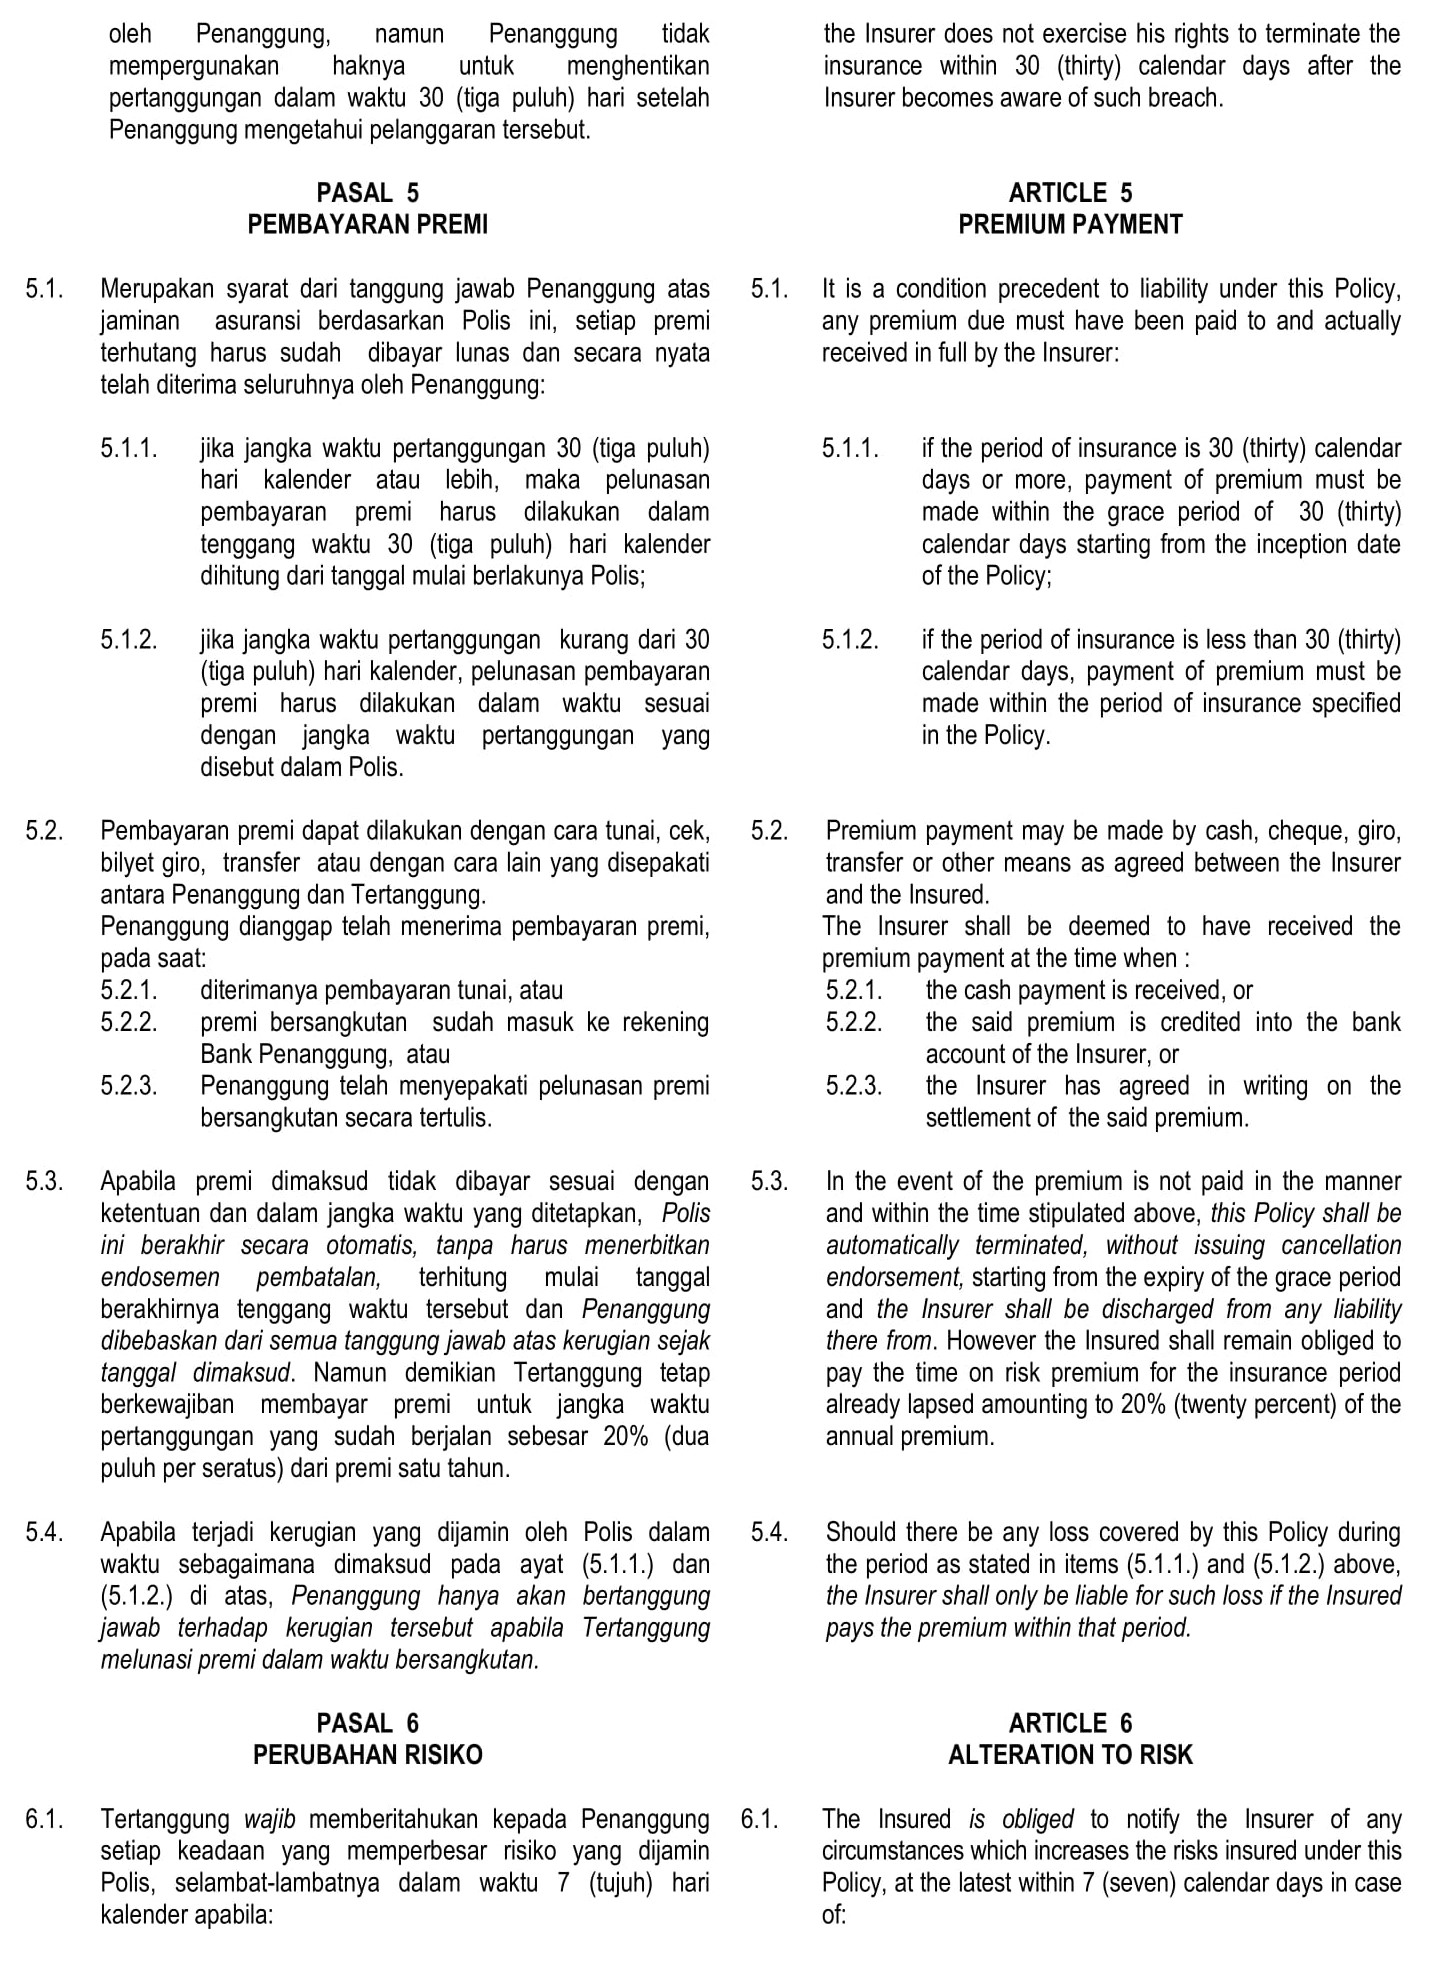 oleh Penanggung, namun Penanggung tidak
mempergunakan haknya untuk menghentikan
pertanggungan dalam waktu 30 (tiga puluh) hari setelah
Penanggung mengetahui pelanggaran tersebut.
PASAL 5
PEMBAYARAN PREMI
5.1. Merupakan syarat dari tanggung jawab Penanggung atas
jaminan asuransi berdasarkan Polis ini, setiap premi
terhutang harus sudah dibayar lunas dan secara nyata
telah diterima seluruhnya oleh Penanggung:
5.1.1. jika jangka waktu pertanggungan 30 (tiga puluh)
hari kalender atau lebih, maka pelunasan
pembayaran premi harus dilakukan dalam
tenggang waktu 30 (tiga puluh) hari kalender
dihitung dari tanggal mulai berlakunya Polis;
5.1.2. jika jangka waktu pertanggungan kurang dari 30
(tiga puluh) hari kalender, pelunasan pembayaran
premi harus dilakukan dalam waktu sesuai
dengan jangka waktu pertanggungan yang
disebut dalam Polis.
5.2. Pembayaran premi dapat dilakukan dengan cara tunai, cek,
bilyet giro, transfer atau dengan cara lain yang disepakati
antara Penanggung dan Tertanggung.
Penanggung dianggap telah menerima pembayaran premi,
pada saat:
5.2.1. diterimanya pembayaran tunai, atau
5.2.2. premi bersangkutan sudah masuk ke rekening
Bank Penanggung, atau
5.2.3. Penanggung telah menyepakati pelunasan premi
bersangkutan secara tertulis.
5.3. Apabila premi dimaksud tidak dibayar sesuai dengan
ketentuan dan dalam jangka waktu yang ditetapkan, Polis
ini berakhir secara otomatis, tanpa harus menerbitkan
endosemen pembatalan, terhitung mulai tanggal
berakhirnya tenggang waktu tersebut dan Penanggung
dibebaskan dari semua tanggung jawab atas kerugian sejak
tanggal dimaksud. Namun demikian Tertanggung tetap
berkewajiban membayar premi untuk jangka waktu
pertanggungan yang sudah berjalan sebesar 20% (dua
puluh per seratus) dari premi satu tahun.
5.4. Apabila terjadi kerugian yang dijamin oleh Polis dalam
waktu sebagaimana dimaksud pada ayat (5.1.1.) dan
(5.1.2.) di atas, Penanggung hanya akan bertanggung
jawab terhadap kerugian tersebut apabila Tertanggung
melunasi premi dalam waktu bersangkutan.
PASAL 6
PERUBAHAN RISIKO
6.1. Tertanggung wajib memberitahukan kepada Penanggung
setiap keadaan yang memperbesar risiko yang dijamin
Polis, selambat-lambatnya dalam waktu 7 (tujuh) hari
kalender apabila:
the Insurer does not exercise his rights to terminate the
insurance within 30 (thirty) calendar days after the
Insurer becomes aware of such breach.
ARTICLE 5
PREMIUM PAYMENT
5.1. It is a condition precedent to liability under this Policy,
any premium due must have been paid to and actually
received in full by the Insurer:
5.1.1. if the period of insurance is 30 (thirty) calendar
days or more, payment of premium must be
made within the grace period of 30 (thirty)
calendar days starting from the inception date
of the Policy;
5.1.2. if the period of insurance is less than 30 (thirty)
calendar days, payment of premium must be
made within the period of insurance specified
in the Policy.
5.2. Premium payment may be made by cash, cheque, giro,
transfer or other means as agreed between the Insurer
and the Insured.
The Insurer shall be deemed to have received the
premium payment at the time when :
5.2.1. the cash payment is received, or
5.2.2. the said premium is credited into the bank
account of the Insurer, or
5.2.3. the Insurer has agreed in writing on the
settlement of the said premium.
5.3. In the event of the premium is not paid in the manner
and within the time stipulated above, this Policy shall be
automatically terminated, without issuing cancellation
endorsement, starting from the expiry of the grace period
and the Insurer shall be discharged from any liability
there from. However the Insured shall remain obliged to
pay the time on risk premium for the insurance period
already lapsed amounting to 20% (twenty percent) of the
annual premium.
5.4. Should there be any loss covered by this Policy during
the period as stated in items (5.1.1.) and (5.1.2.) above,
the Insurer shall only be liable for such loss if the Insured
pays the premium within that period.
ARTICLE 6
ALTERATION TO RISK
6.1. The Insured is obliged to notify the Insurer of any
circumstances which increases the risks insured under this
Policy, at the latest within 7 (seven) calendar days in case
of: